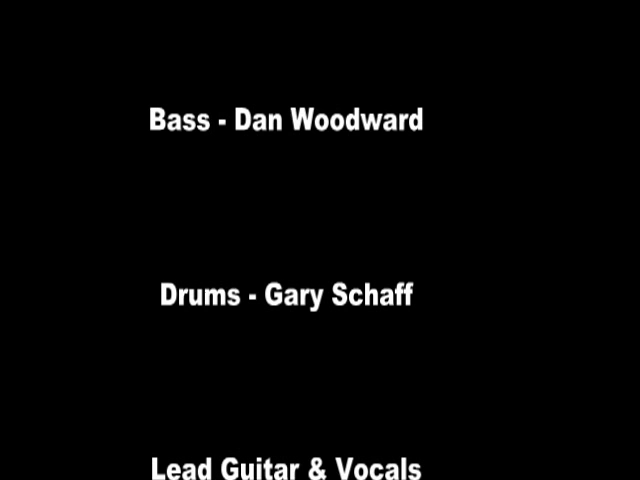 Bass - Dan Woodward
Drums - Gary Schaff
Lead Guitar & Vocals